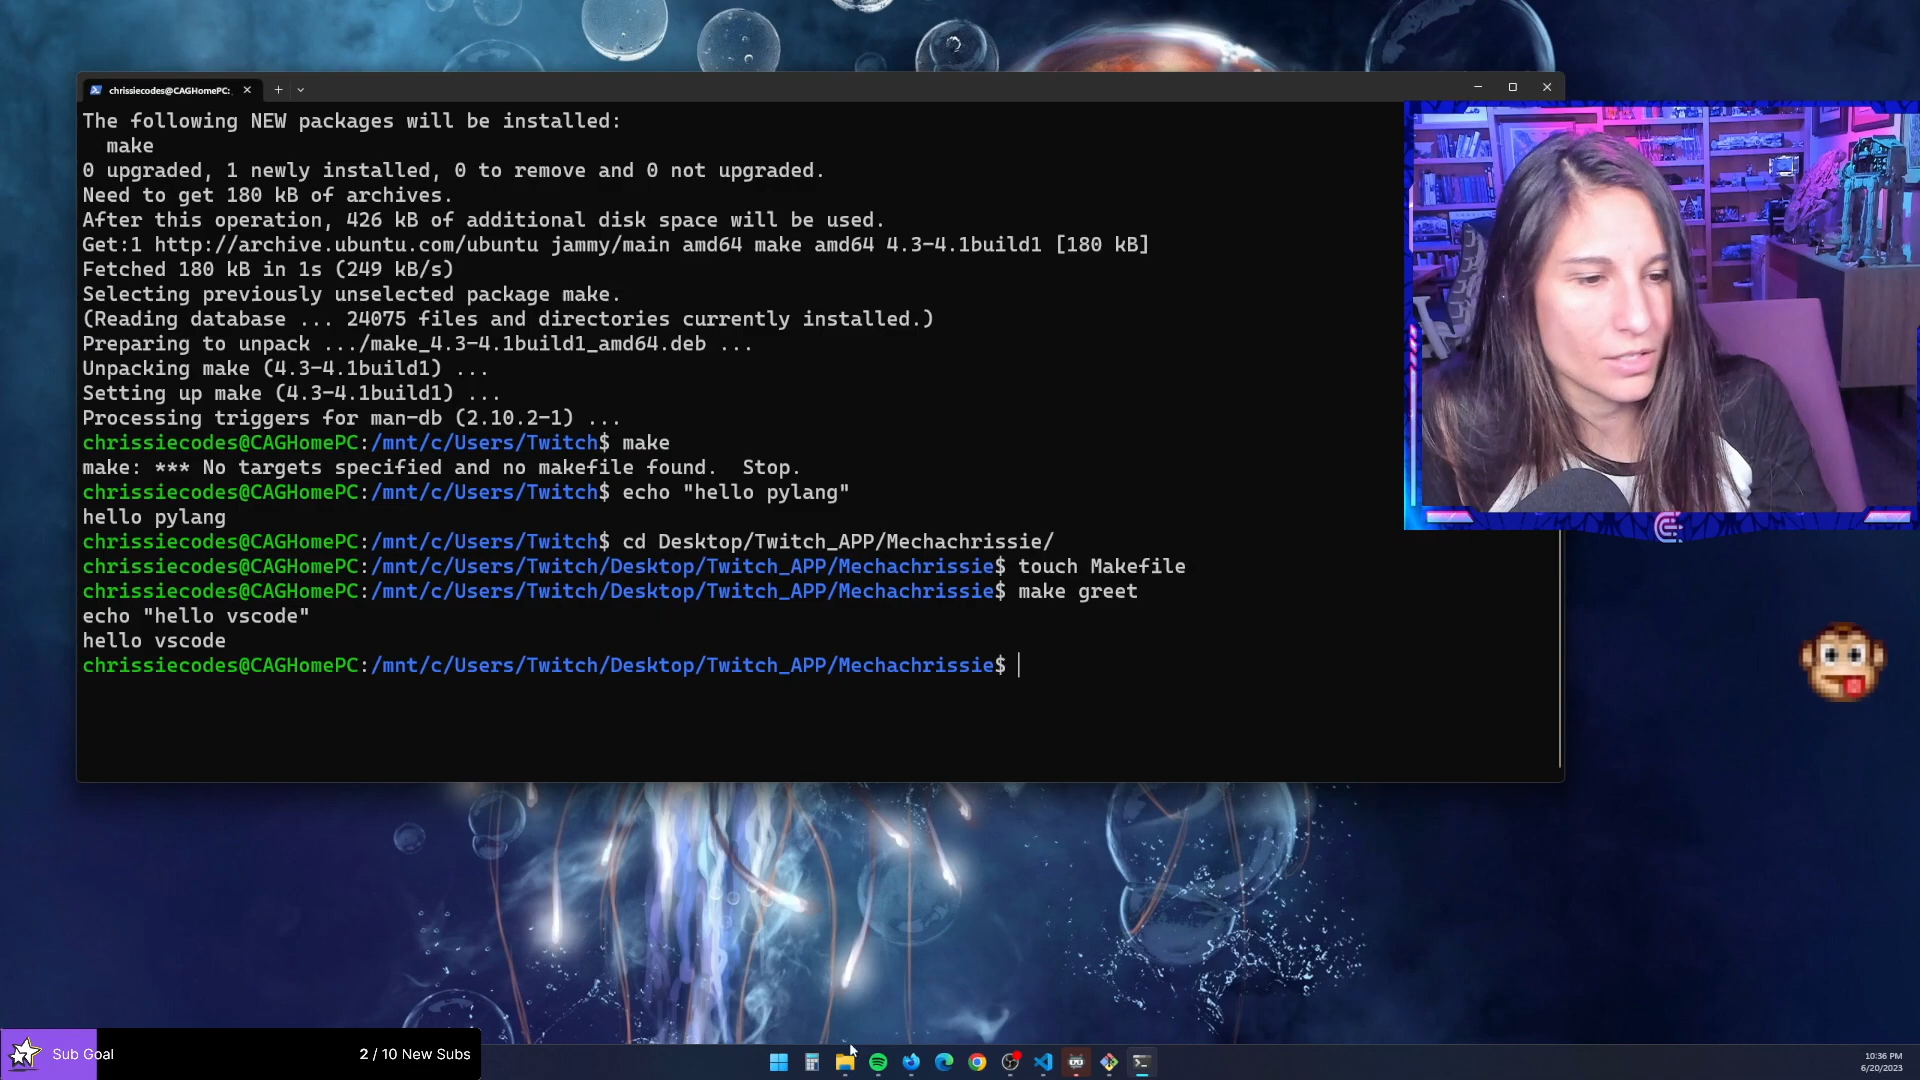 chrissiecodes@CAGHomePC:
The following NEW packages will be installed:
make
0 upgraded, 1 newly installed, 0 to remove and 0 not upgraded.
Need to get 180 kB of archives.
After this operation, 426 kB of additional disk space will be used.
Get:1 http://archive.ubuntu.com/ubuntu jammy/main amd64 make amd64 4.3-4.1build1 [180 kB]
Fetched 180 kB in 1s (249 kB/s)
Selecting previously unselected package make.
(Reading database ... 24075 files and directories currently installed.)
Preparing to unpack .../make_4.3-4.1build1_amd64.deb ...
Unpacking make (4.3-4.1build1) ...
Setting up make (4.3-4.1build1) ...
Processing triggers for man-db (2.10.2-1) ...
chrissiecodes@CAGHomePC:/mnt/c/Users/Twitch$ make
make: *** No targets specified and no makefile found.  Stop.
chrissiecodes@CAGHomePC:/mnt/c/Users/Twitch$ echo "hello pylang"
hello pylang
chrissiecodes@CAGHomePC:/mnt/c/Users/Twitch$ cd Desktop/Twitch_APP/Mechachrissie/
chrissiecodes@CAGHomePC:/mnt/c/Users/Twitch/Desktop/Twitch_APP/Mechachrissie$ touch Makefile
chrissiecodes@CAGHomePC:/mnt/c/Users/Twitch/Desktop/Twitch_APP/Mechachrissie$ make greet
echo "hello vscode"
hello vscode
chrissiecodes@CAGHomePC:/mnt/c/Users/Twitch/Desktop/Twitch_APP/Mechachrissie$
Sub Goal 2 / 10 New Subs
10:36 PM
6/20/2023